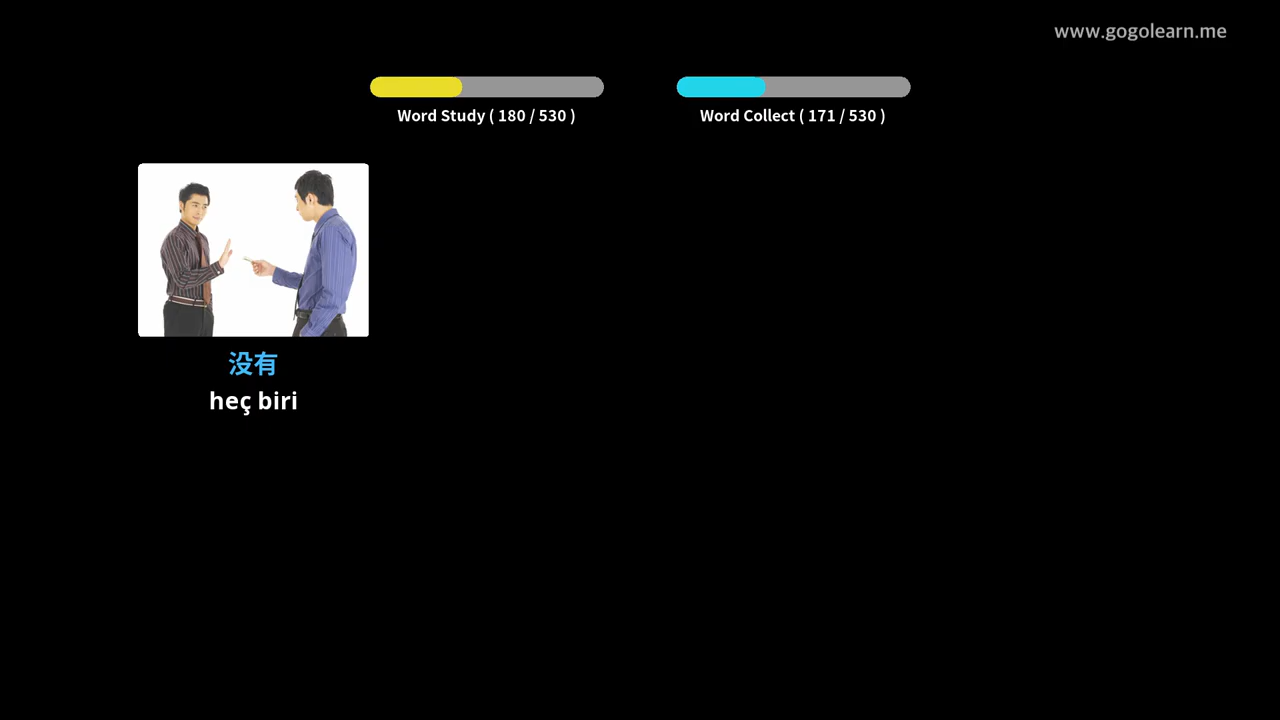 www.gogolearn.me
Word Study ( 180 / 530 )
Word Collect ( 171 / 530 )
没有
heç biri